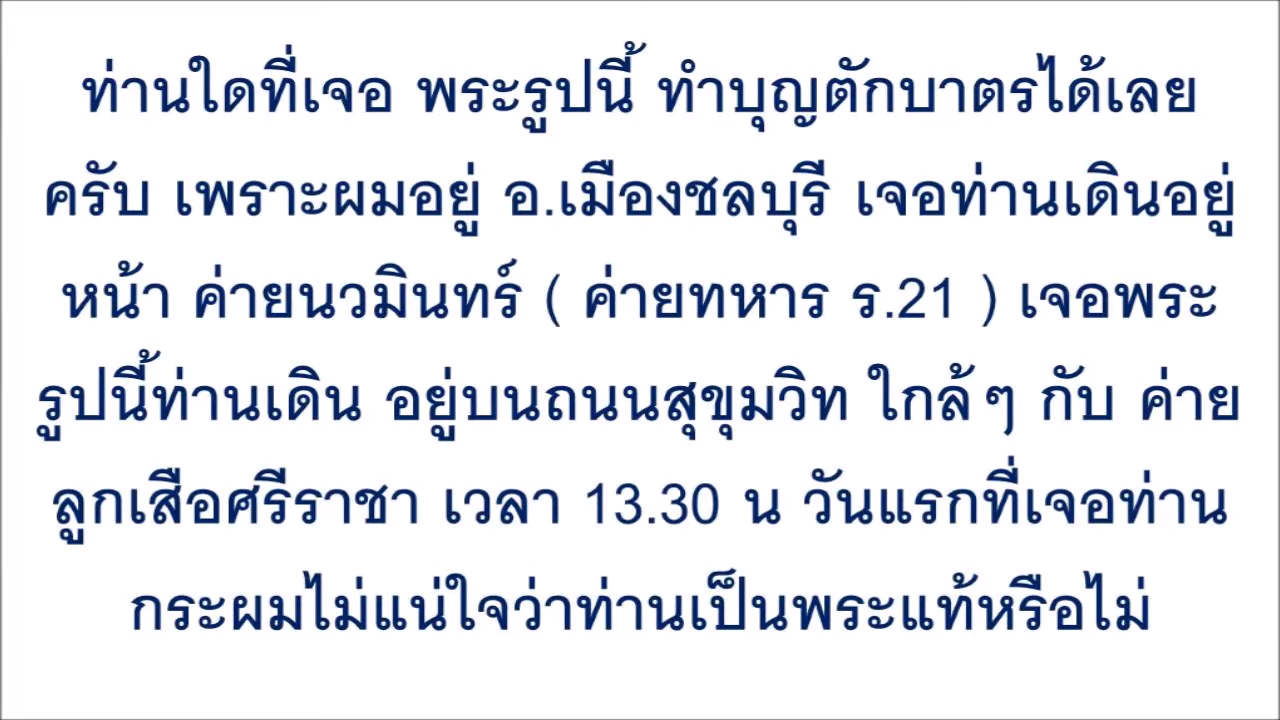 ท่านใดที่เจอ พระรูปนี้ ทำบุญตักบาตรได้เลย
ครับ เพราะผมอยู่ อ.เมืองชลบุรี เจอท่านเดินอยู่
หน้า ค่ายนวมินทร์ ( ค่ายทหาร ร.21 ) เจอพระ
รูปนี้ท่านเดิน อยู่บนถนนสุขุมวิท ใกล้ๆ กับ ค่าย
ลูกเสือศรีราชา เวลา 13.30 น วันแรกที่เจอท่าน
กระผมไม่แน่ใจว่าท่านเป็นพระแท้หรือไม่